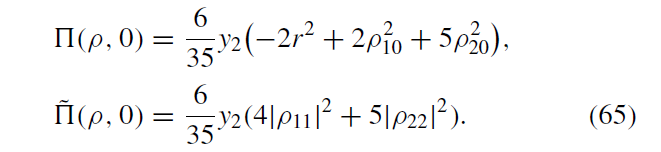 Π(ρ, 0) = 6/35 y₂(−2r² + 2ρ₁₀² + 5ρ₂₀²),
Π̃(ρ, 0) = 6/35 y₂(4|ρ₁₁|² + 5|ρ₂₂|²). (65)